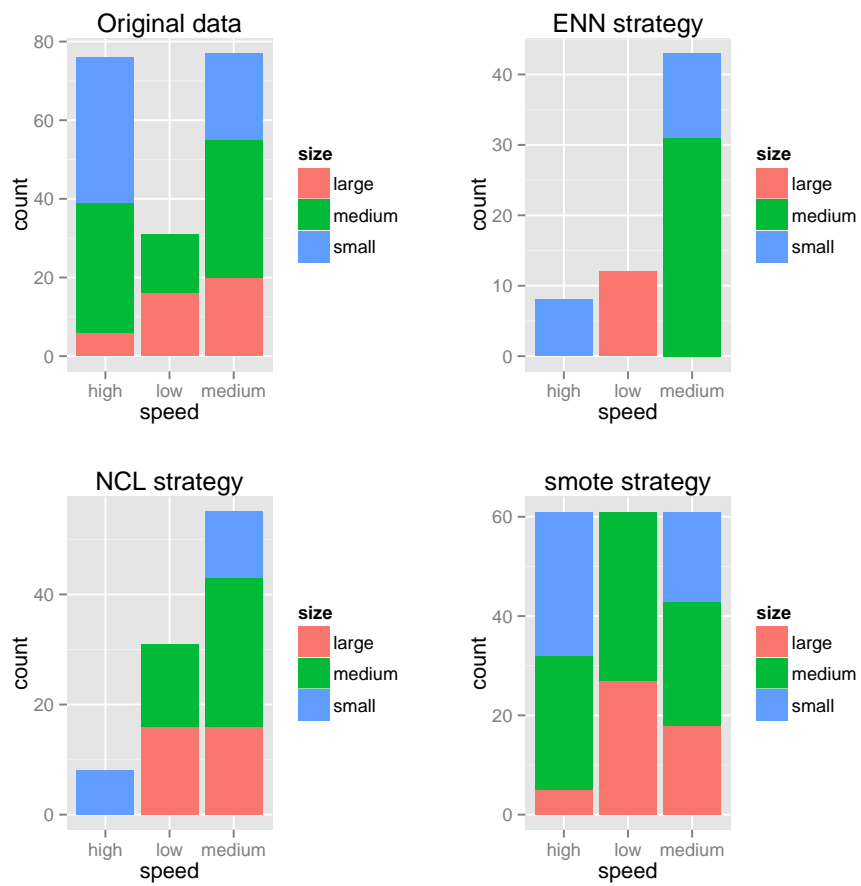 Original data
80
60
40
20
0
count
high low medium
speed
size
large
medium
small
ENN strategy
40
30
20
10
0
count
high low medium
speed
size
large
medium
small
NCL strategy
40
20
0
count
high low medium
speed
size
large
medium
small
smote strategy
60
40
20
0
count
high low medium
speed
size
large
medium
small